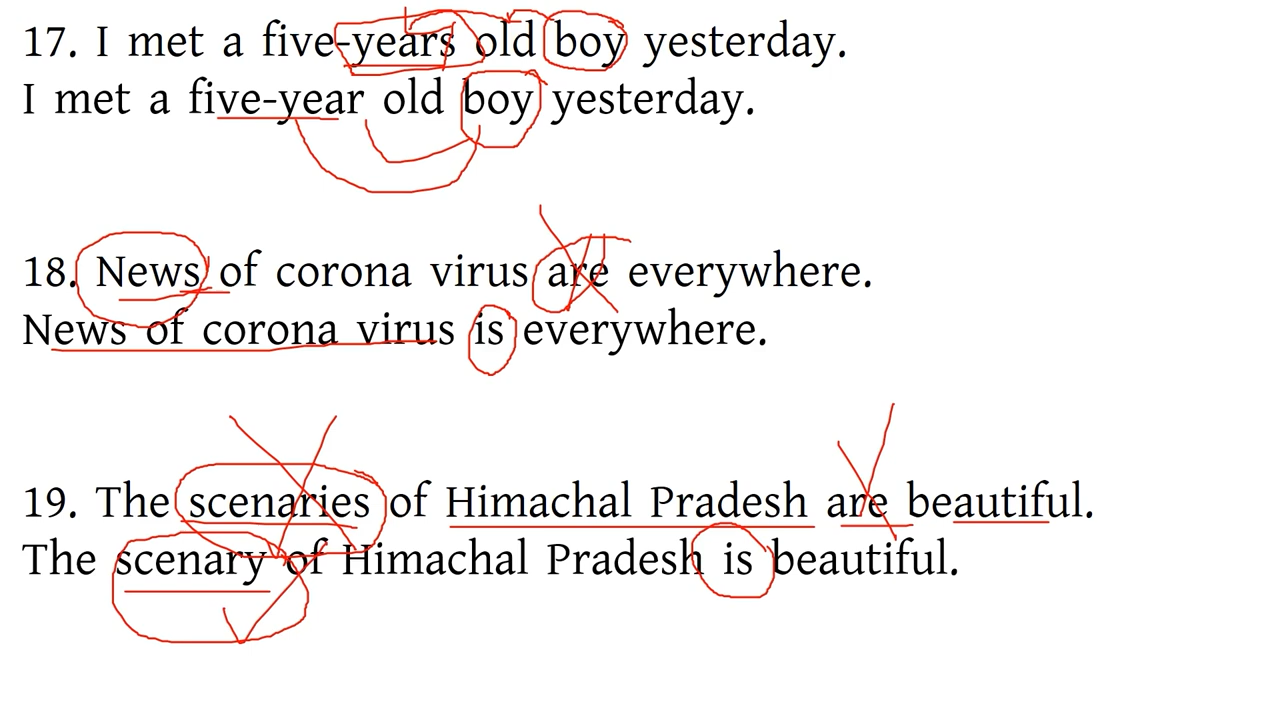 17. I met a five-years old boy yesterday.
I met a five-year old boy yesterday.
18. News of corona virus are everywhere.
News of corona virus is everywhere.
19. The scenaries of Himachal Pradesh are beautiful.
The scenary of Himachal Pradesh is beautiful.